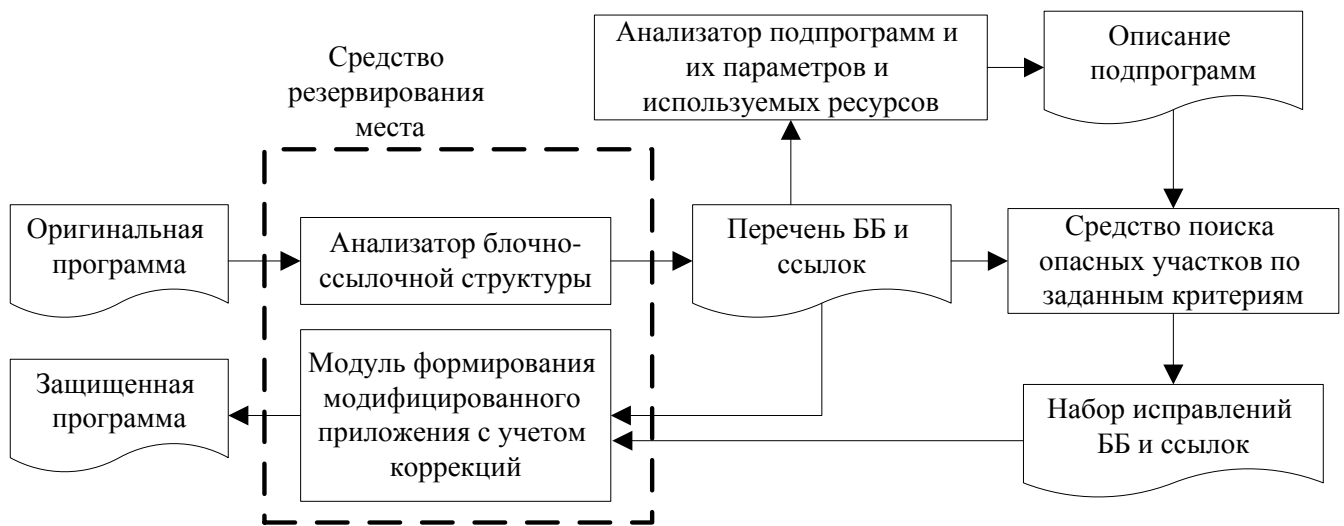 Средство
резервирования
места
Анализатор подпрограмм и
их параметров и
используемых ресурсов
Описание
подпрограмм
Оригинальная
программа
Анализатор блочно-
ссылочной структуры
Перечень ББ и
ссылок
Средство поиска
опасных участков по
заданным критериям
Защищенная
программа
Модуль формирования
модифицированного
приложения с учетом
коррекций
Набор исправлений
ББ и ссылок